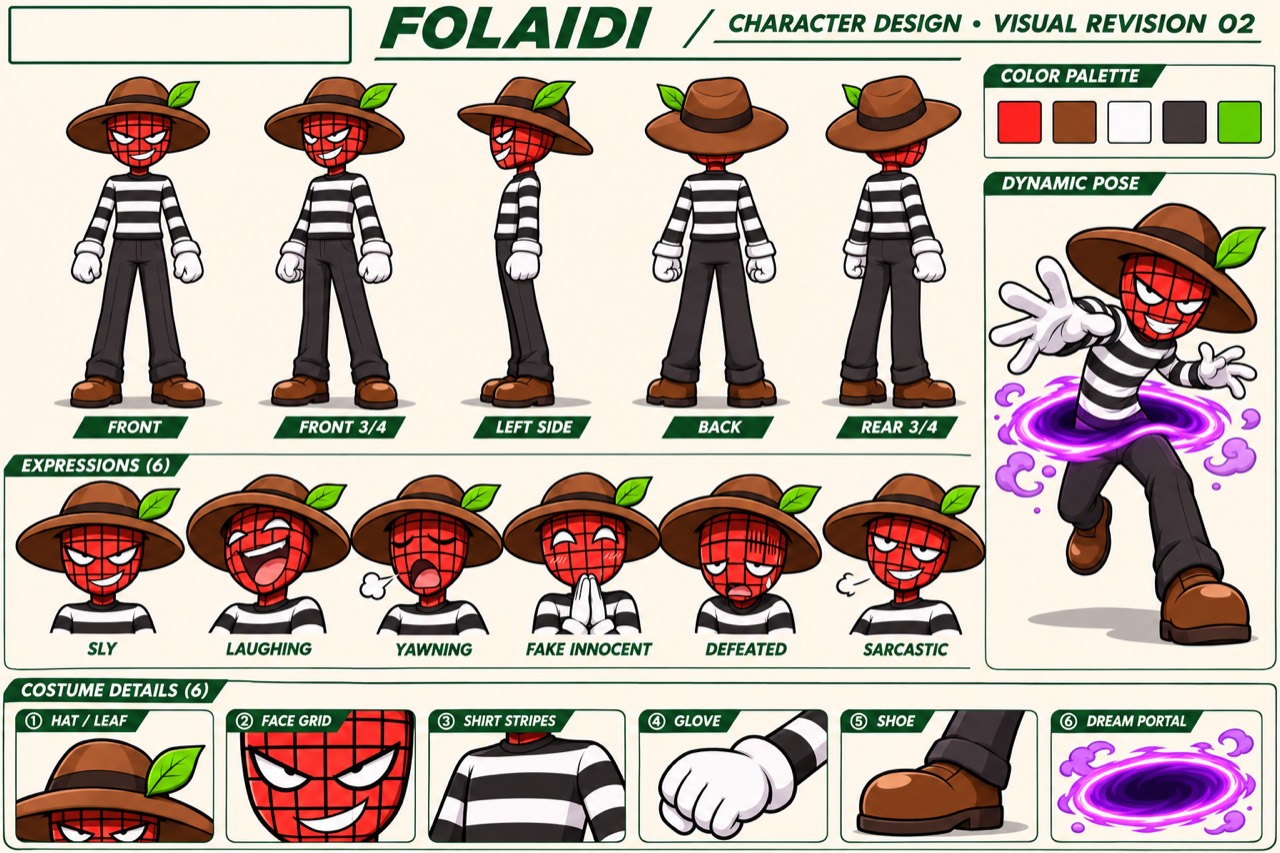 FOLAIDI / CHARACTER DESIGN • VISUAL REVISION 02
COLOR PALETTE
DYNAMIC POSE
FRONT
FRONT 3/4
LEFT SIDE
BACK
REAR 3/4
EXPRESSIONS (6)
SLY
LAUGHING
YAWNING
FAKE INNOCENT
DEFEATED
SARCASTIC
COSTUME DETAILS (6)
① HAT / LEAF
② FACE GRID
③ SHIRT STRIPES
④ GLOVE
⑤ SHOE
⑥ DREAM PORTAL